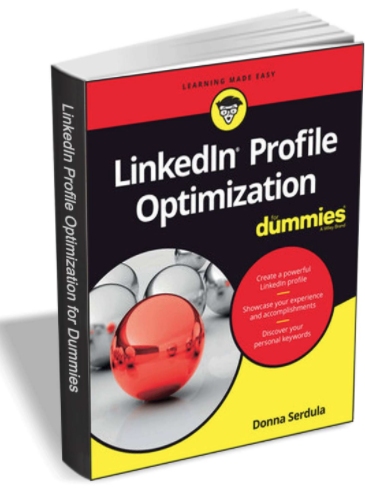 LinkedIn Profile Optimization for Dummies
LEARNING MADE EASY
LinkedIn® Profile
Optimization
for
dummies®
A Wiley Brand
Create a powerful
LinkedIn profile
Showcase your experience
and accomplishments
Discover your
personal keywords
Donna Serdula